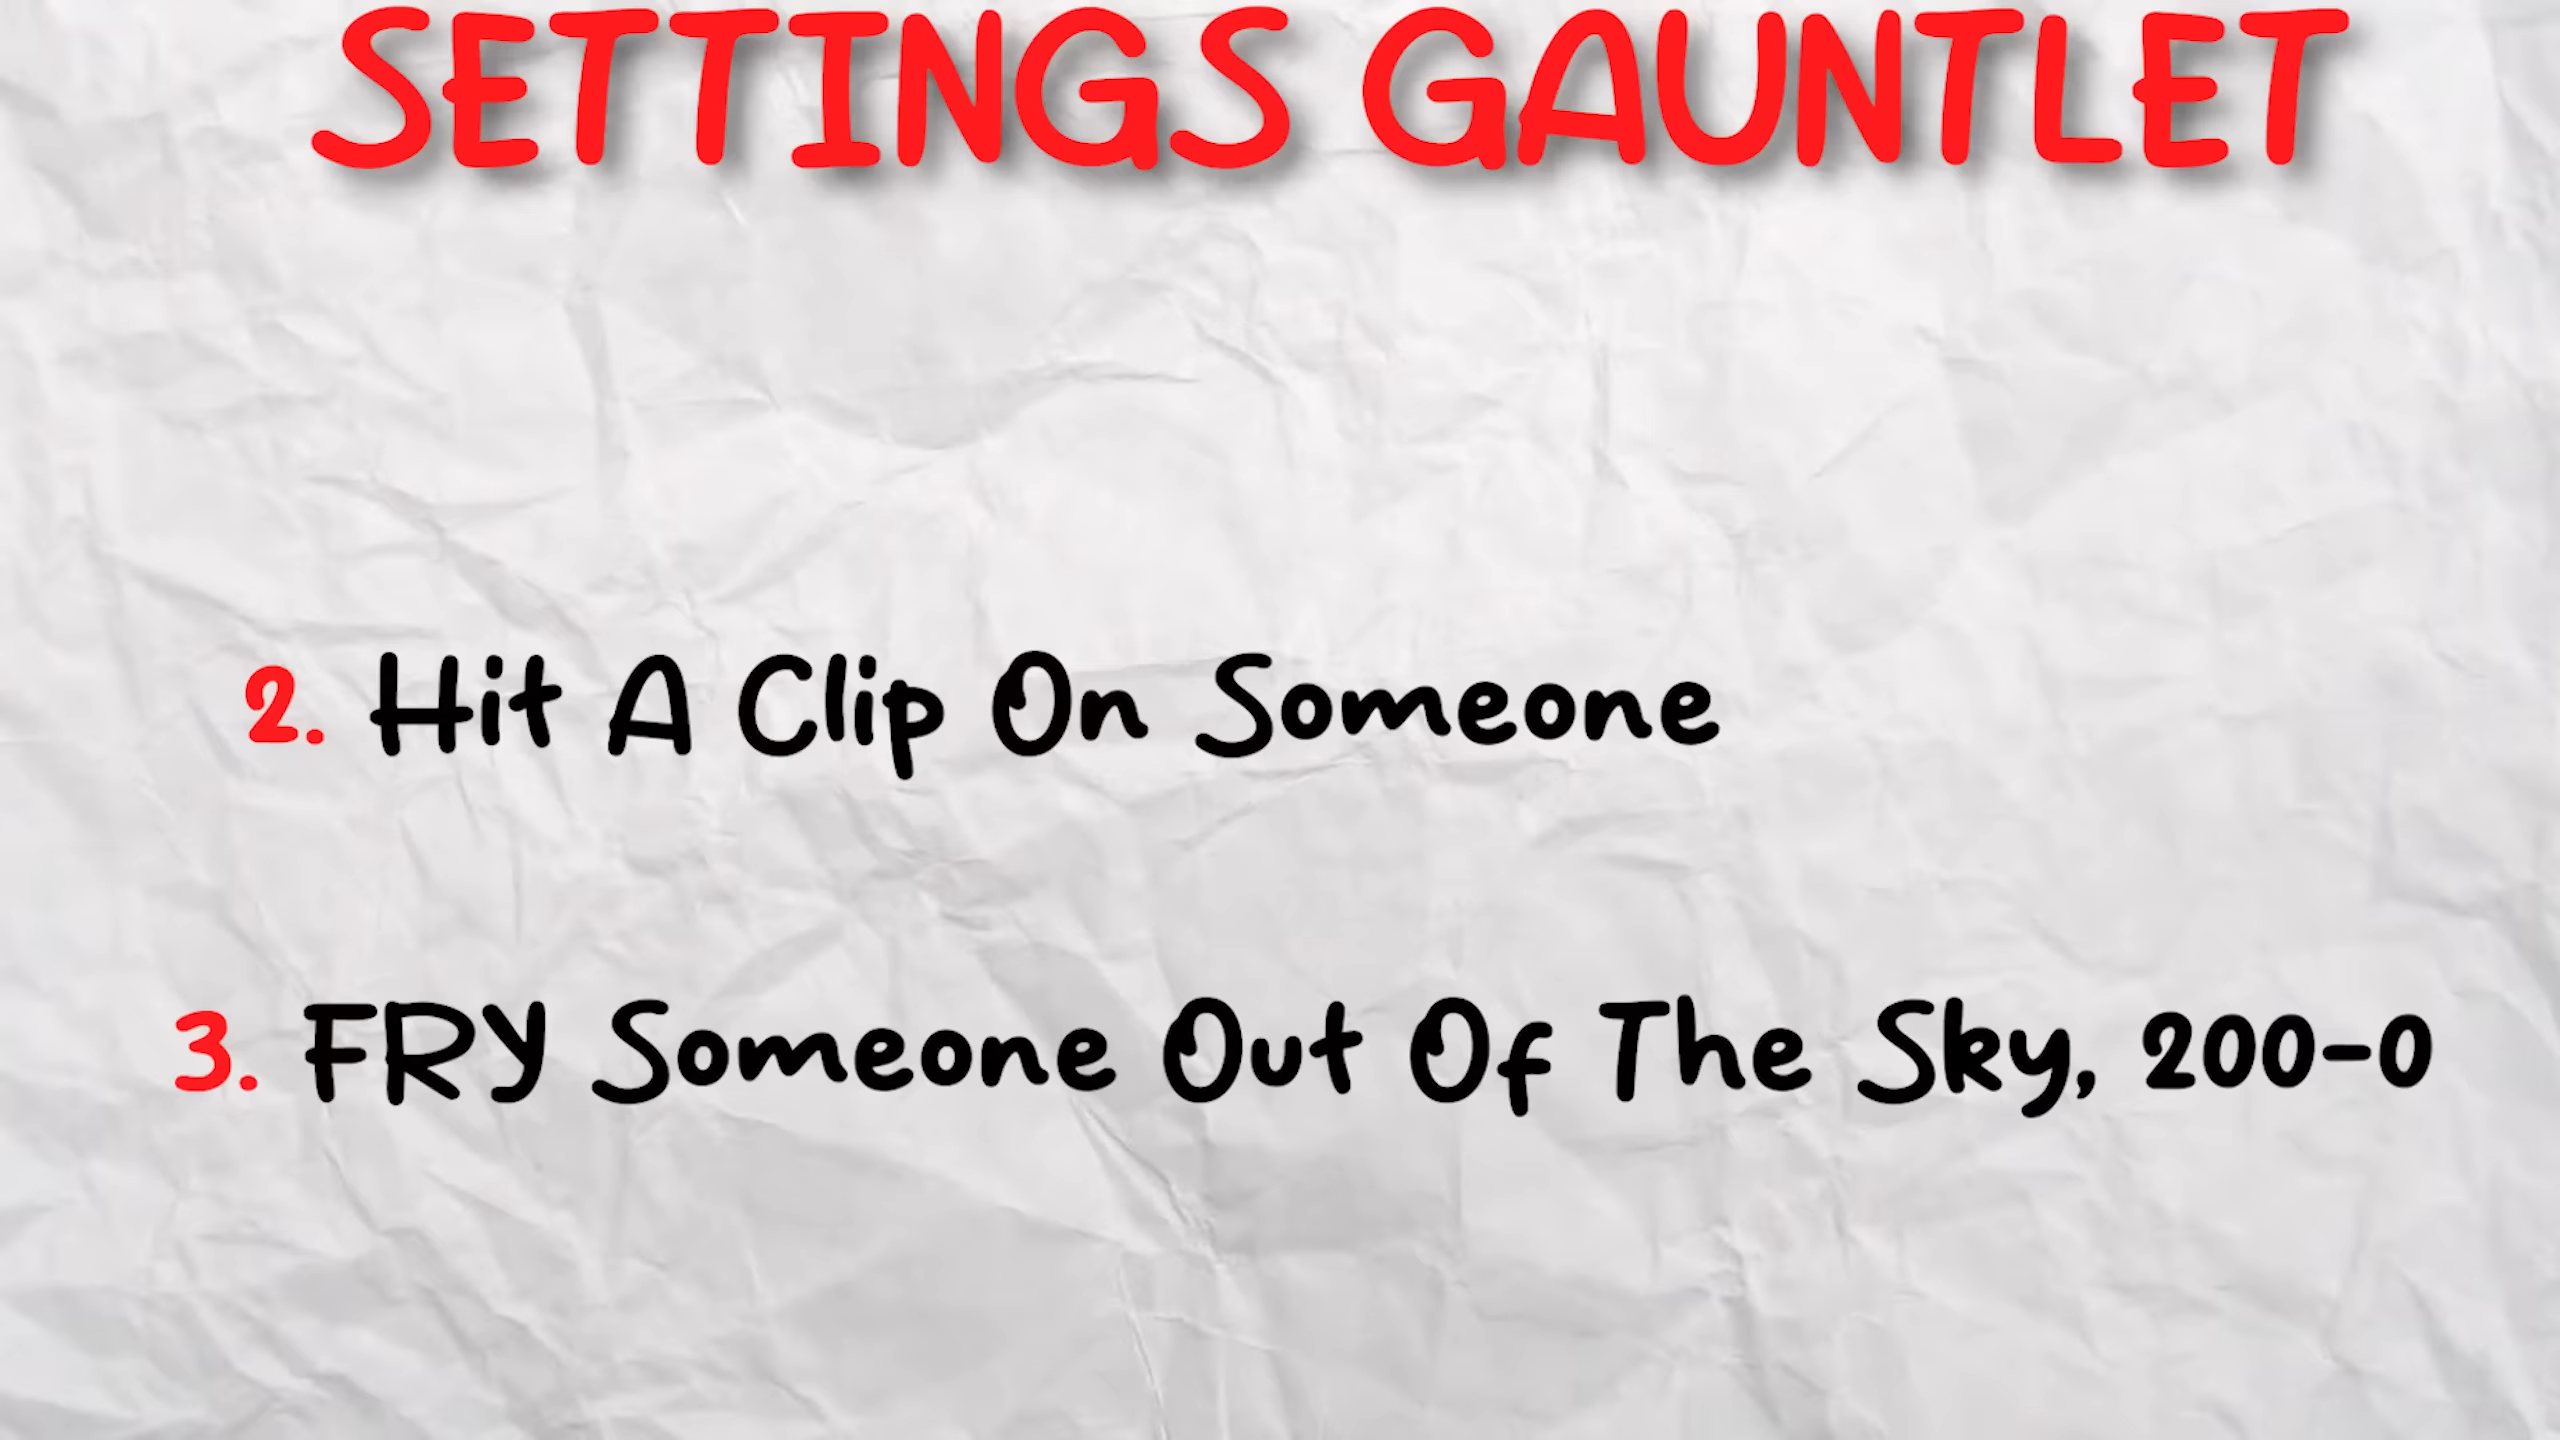 SETTINGS GAUNTLET
2. Hit A Clip On Someone
3. FRY Someone Out Of The Sky, 200-0